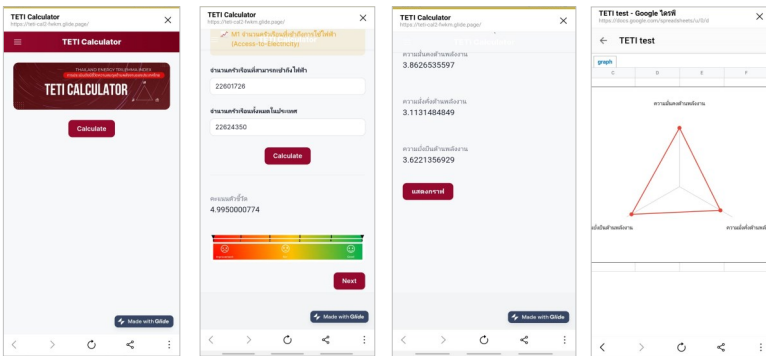 TETI Calculator
https://teti-cal2-fwkm.glide.page/
TETI Calculator
THAILAND ENERGY TRILEMMA INDEX
TETI CALCULATOR
Calculate
Made with Glide
TETI Calculator
https://teti-cal2-fwkm.glide.page/
M1 จำนวนครัวเรือนที่เข้าถึงการใช้ไฟฟ้า
(Access-to-Electricity)
จำนวนครัวเรือนที่สามารถเข้าถึงไฟฟ้า
22601726
จำนวนครัวเรือนทั้งหมดในประเทศ
22624350
Calculate
คะแนนตัวชี้วัด
4.9950000774
Next
Made with Glide
TETI Calculator
https://teti-cal2-fwkm.glide.page/
ความมั่นคงด้านพลังงาน
3.8626535597
ความมั่งคั่งด้านพลังงาน
3.1131484849
ความยั่งยืนด้านพลังงาน
3.6221356929
แสดงกราฟ
Made with Glide
TETI test - Google ไดรฟ์
https://docs.google.com/spreadsheets/u/0/d
TETI test
graph
C D E F
ความมั่นคงด้านพลังงาน